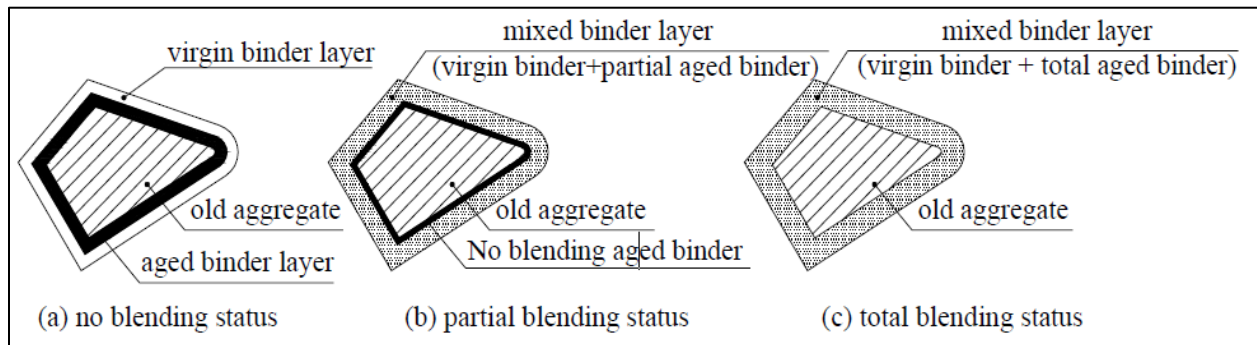 virgin binder layer
old aggregate
aged binder layer
(a) no blending status
mixed binder layer
(virgin binder+partial aged binder)
old aggregate
No blending aged binder
(b) partial blending status
mixed binder layer
(virgin binder + total aged binder)
old aggregate
(c) total blending status